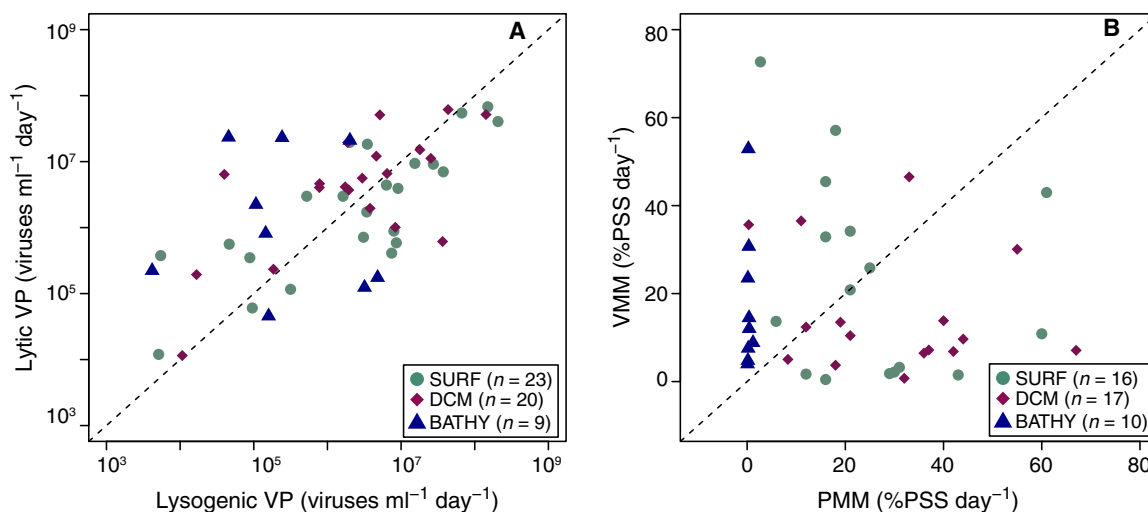 A
Lytic VP (viruses ml⁻¹ day⁻¹)
10⁹
10⁷
10⁵
10³
SURF (n = 23)
DCM (n = 20)
BATHY (n = 9)
10³ 10⁵ 10⁷ 10⁹
Lysogenic VP (viruses ml⁻¹ day⁻¹)
B
VMM (%PSS day⁻¹)
80
60
40
20
0
SURF (n = 16)
DCM (n = 17)
BATHY (n = 10)
0 20 40 60 80
PMM (%PSS day⁻¹)